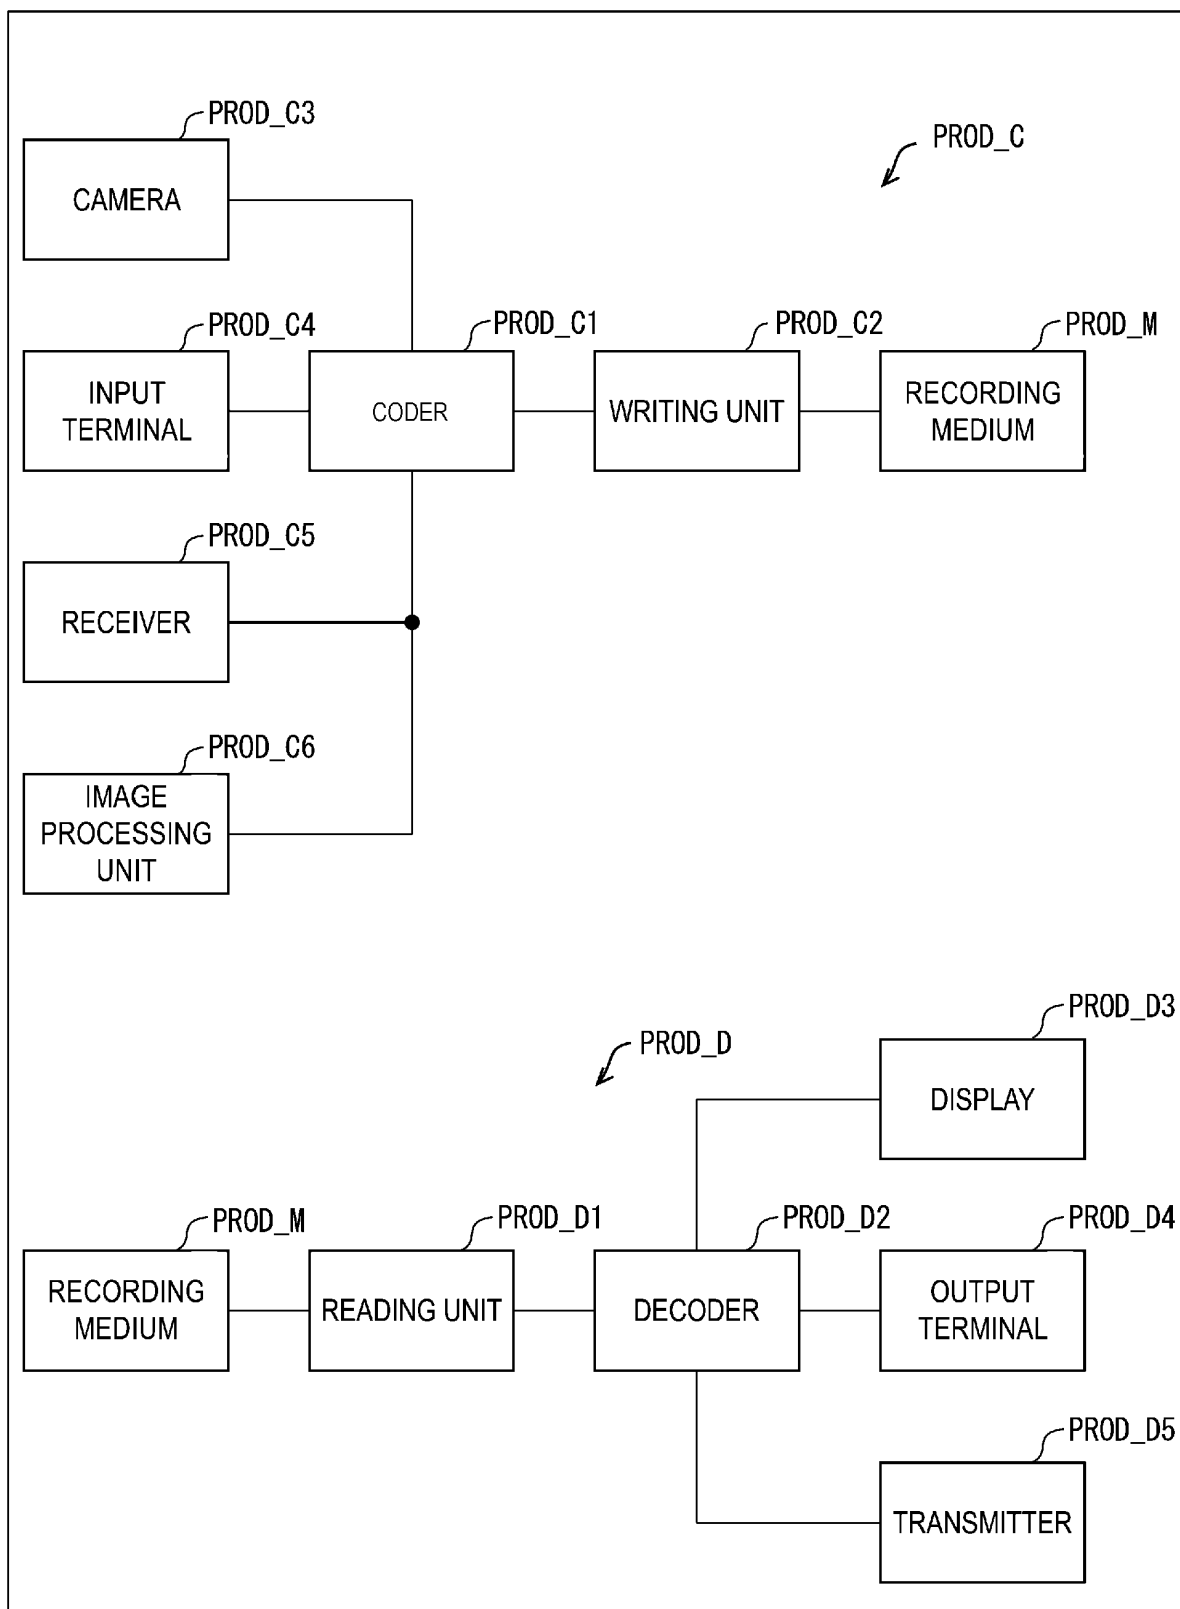 PROD_C3
PROD_C
CAMERA
PROD_C4
PROD_C1
PROD_C2
PROD_M
INPUT
TERMINAL
CODER
WRITING UNIT
RECORDING
MEDIUM
PROD_C5
RECEIVER
PROD_C6
IMAGE
PROCESSING
UNIT
PROD_D3
PROD_D
DISPLAY
PROD_M
PROD_D1
PROD_D2
PROD_D4
RECORDING
MEDIUM
READING UNIT
DECODER
OUTPUT
TERMINAL
PROD_D5
TRANSMITTER